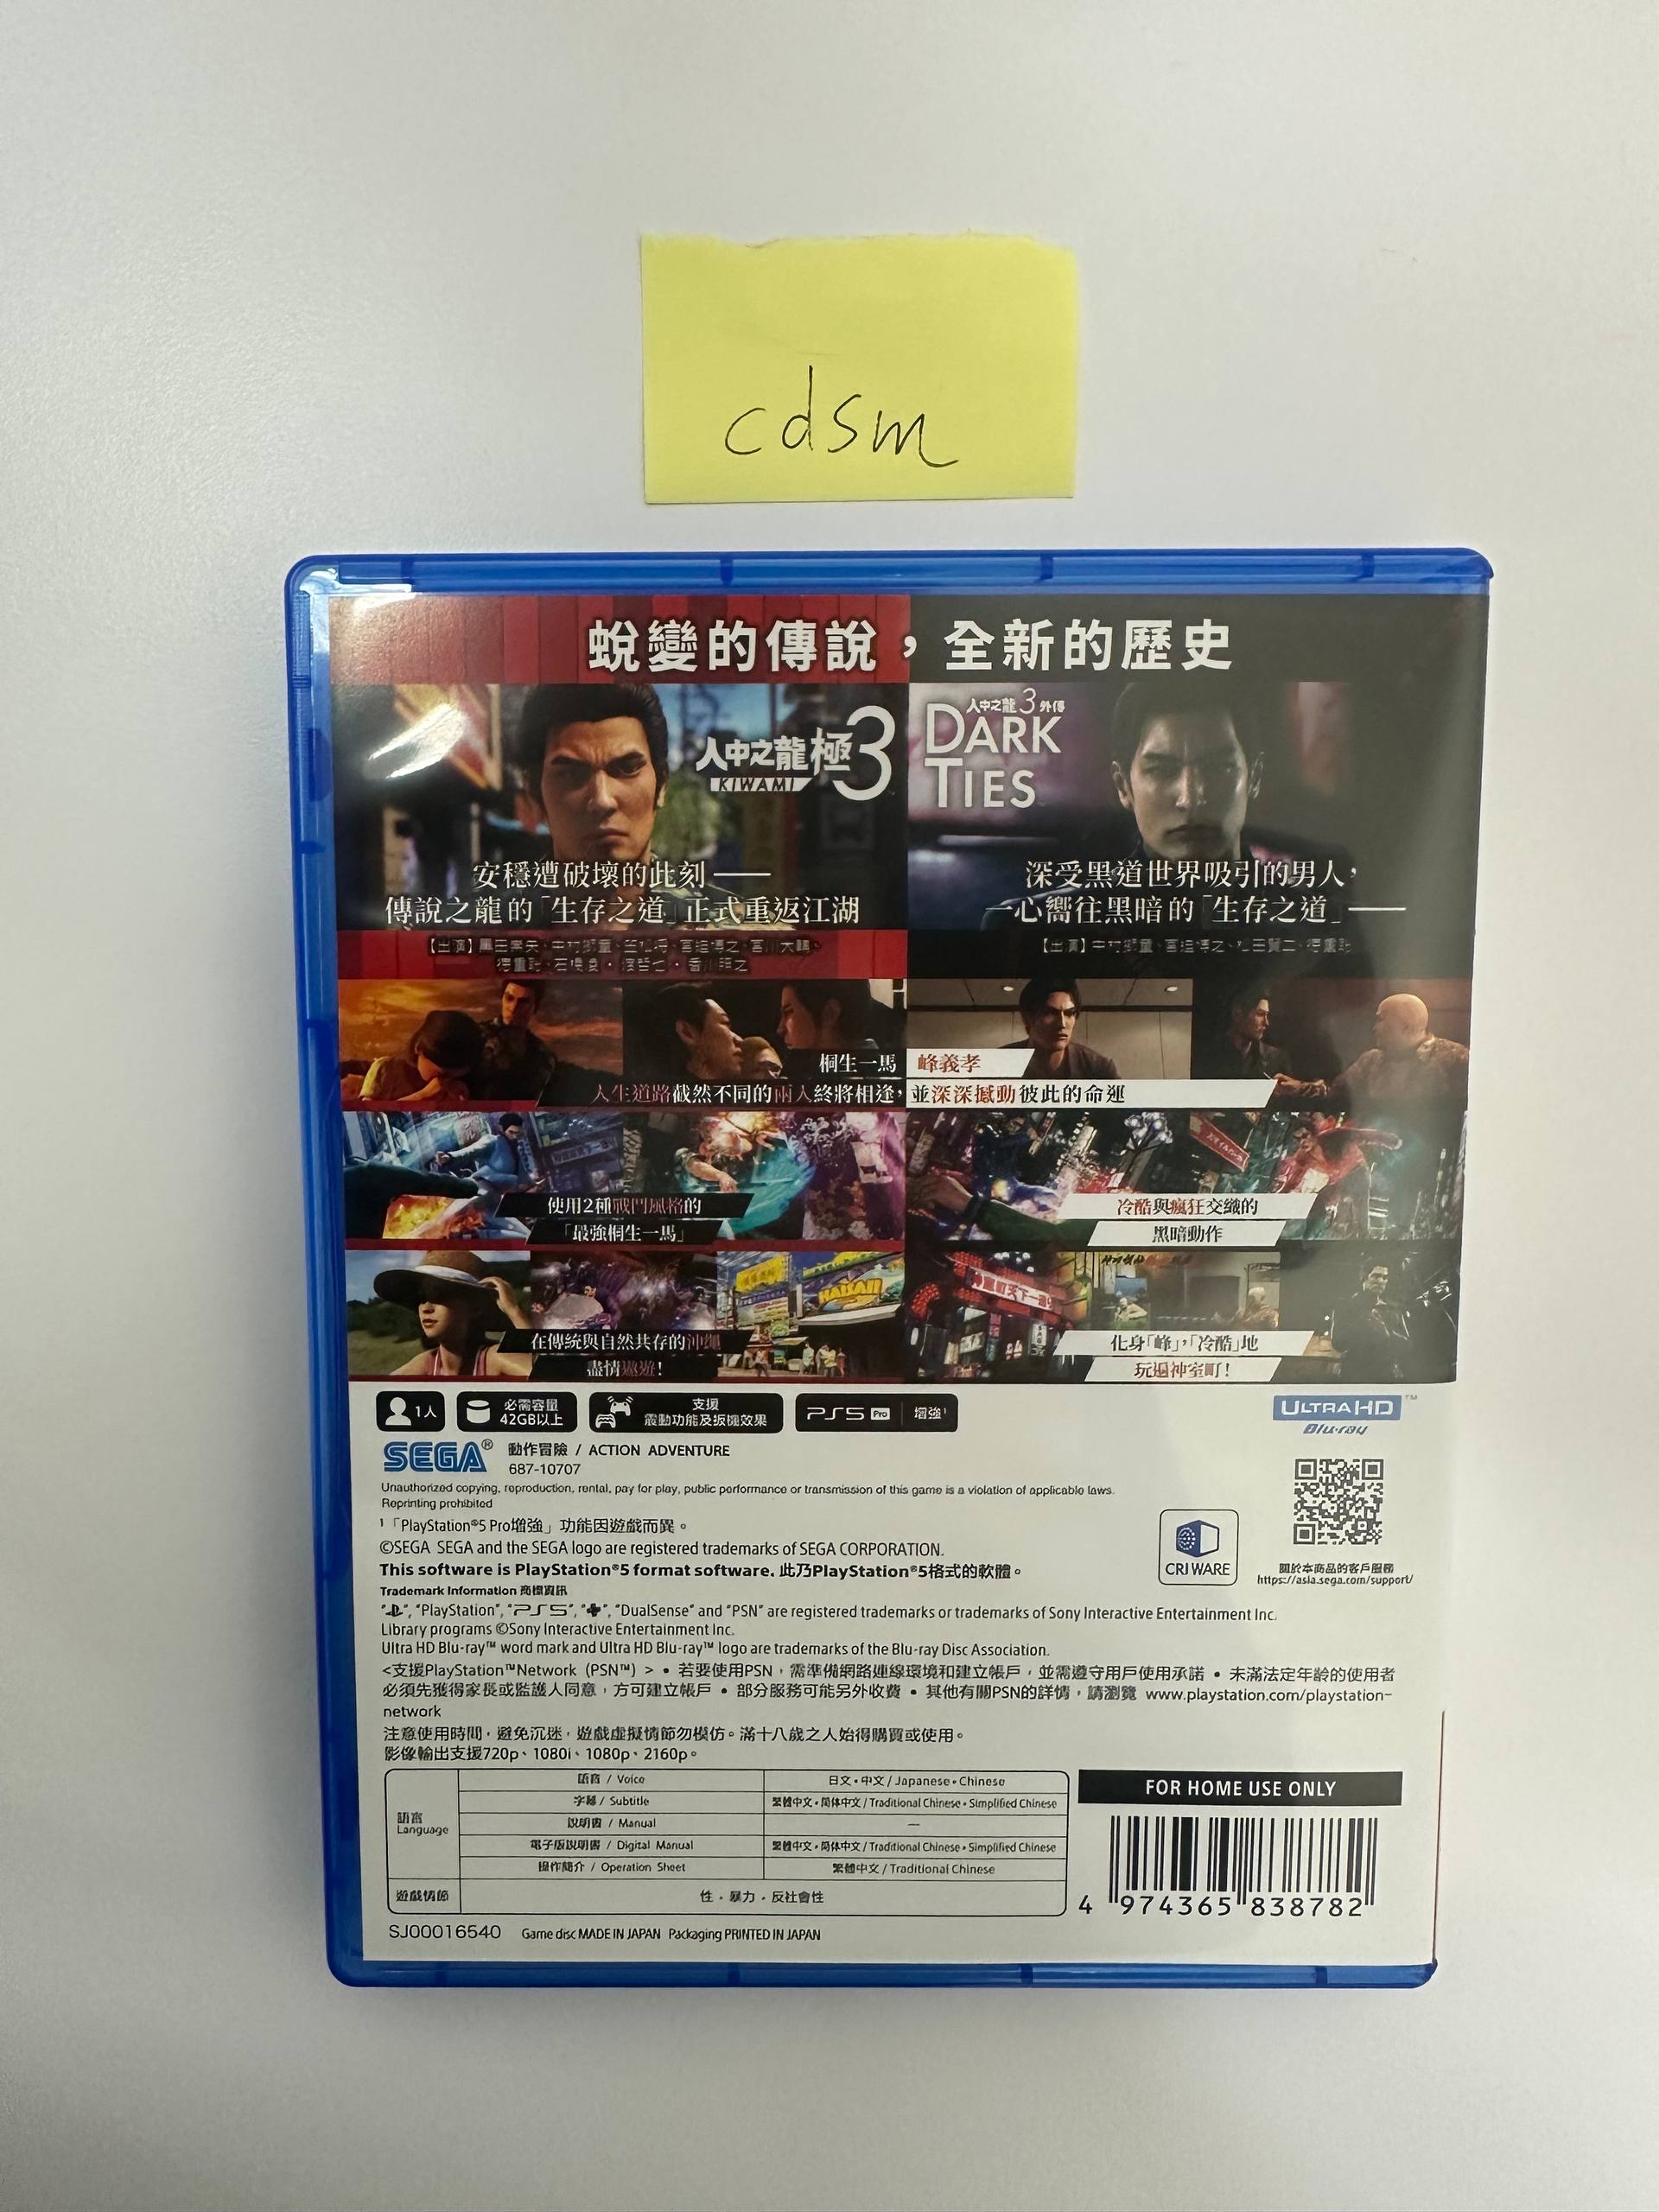 cdsm
蛻變的傳說，全新的歷史
人中之龍極3
KIWAMI
安穩遭破壞的此刻——
傳說之龍的「生存之道」正式重返江湖
人中之龍3外傳
DARK
TIES
深受黑道世界吸引的男人，
一心嚮往黑暗的「生存之道」——
桐生一馬
峰義孝
人生道路截然不同的兩人終將相逢，並深深撼動彼此的命運
使用2種戰鬥風格的
「最強桐生一馬」
冷酷與瘋狂交織的
黑暗動作
在傳統與自然共存的沖繩
盡情遨遊！
化身「峰」，「冷酷」地
玩遍神室町！
1人
必需容量
42GB以上
支援
震動功能及扳機效果
PS5 Pro 增強¹
ULTRA HD™
Blu-ray
SEGA®
動作冒險 / ACTION ADVENTURE
687-10707
Unauthorized copying, reproduction, rental, pay for play, public performance or transmission of this game is a violation of applicable laws.
Reprinting prohibited
¹「PlayStation®5 Pro增強」功能因遊戲而異。
©SEGA SEGA and the SEGA logo are registered trademarks of SEGA CORPORATION.
This software is PlayStation®5 format software. 此乃PlayStation®5格式的軟體。
CRIWARE
關於本商品的客戶服務
https://asia.sega.com/support/
Trademark Information 商標資訊
"PlayStation", "PS5", "DualSense" and "PSN" are registered trademarks or trademarks of Sony Interactive Entertainment Inc.
Library programs ©Sony Interactive Entertainment Inc.
Ultra HD Blu-ray™ word mark and Ultra HD Blu-ray™ logo are trademarks of the Blu-ray Disc Association.
<支援PlayStation™Network (PSN™) > • 若要使用PSN，需準備網路連線環境和建立帳戶，並需遵守用戶使用承諾 • 未滿法定年齡的使用者
必須先獲得家長或監護人同意，方可建立帳戶 • 部分服務可能另外收費 • 其他有關PSN的詳情，請瀏覽 www.playstation.com/playstation-
network
注意使用時間，避免沉迷，遊戲虛擬情節勿模仿。滿十八歲之人始得購買或使用。
影像輸出支援720p、1080i、1080p、2160p。
語言
Language
語音 / Voice
日文・中文 / Japanese・Chinese
字幕 / Subtitle
繁體中文・简体中文 / Traditional Chinese・Simplified Chinese
說明書 / Manual
—
電子版說明書 / Digital Manual
繁體中文・简体中文 / Traditional Chinese・Simplified Chinese
操作簡介 / Operation Sheet
繁體中文 / Traditional Chinese
遊戲情節
性・暴力・反社會性
FOR HOME USE ONLY
4 974365 838782
SJ00016540 Game disc MADE IN JAPAN Packaging PRINTED IN JAPAN